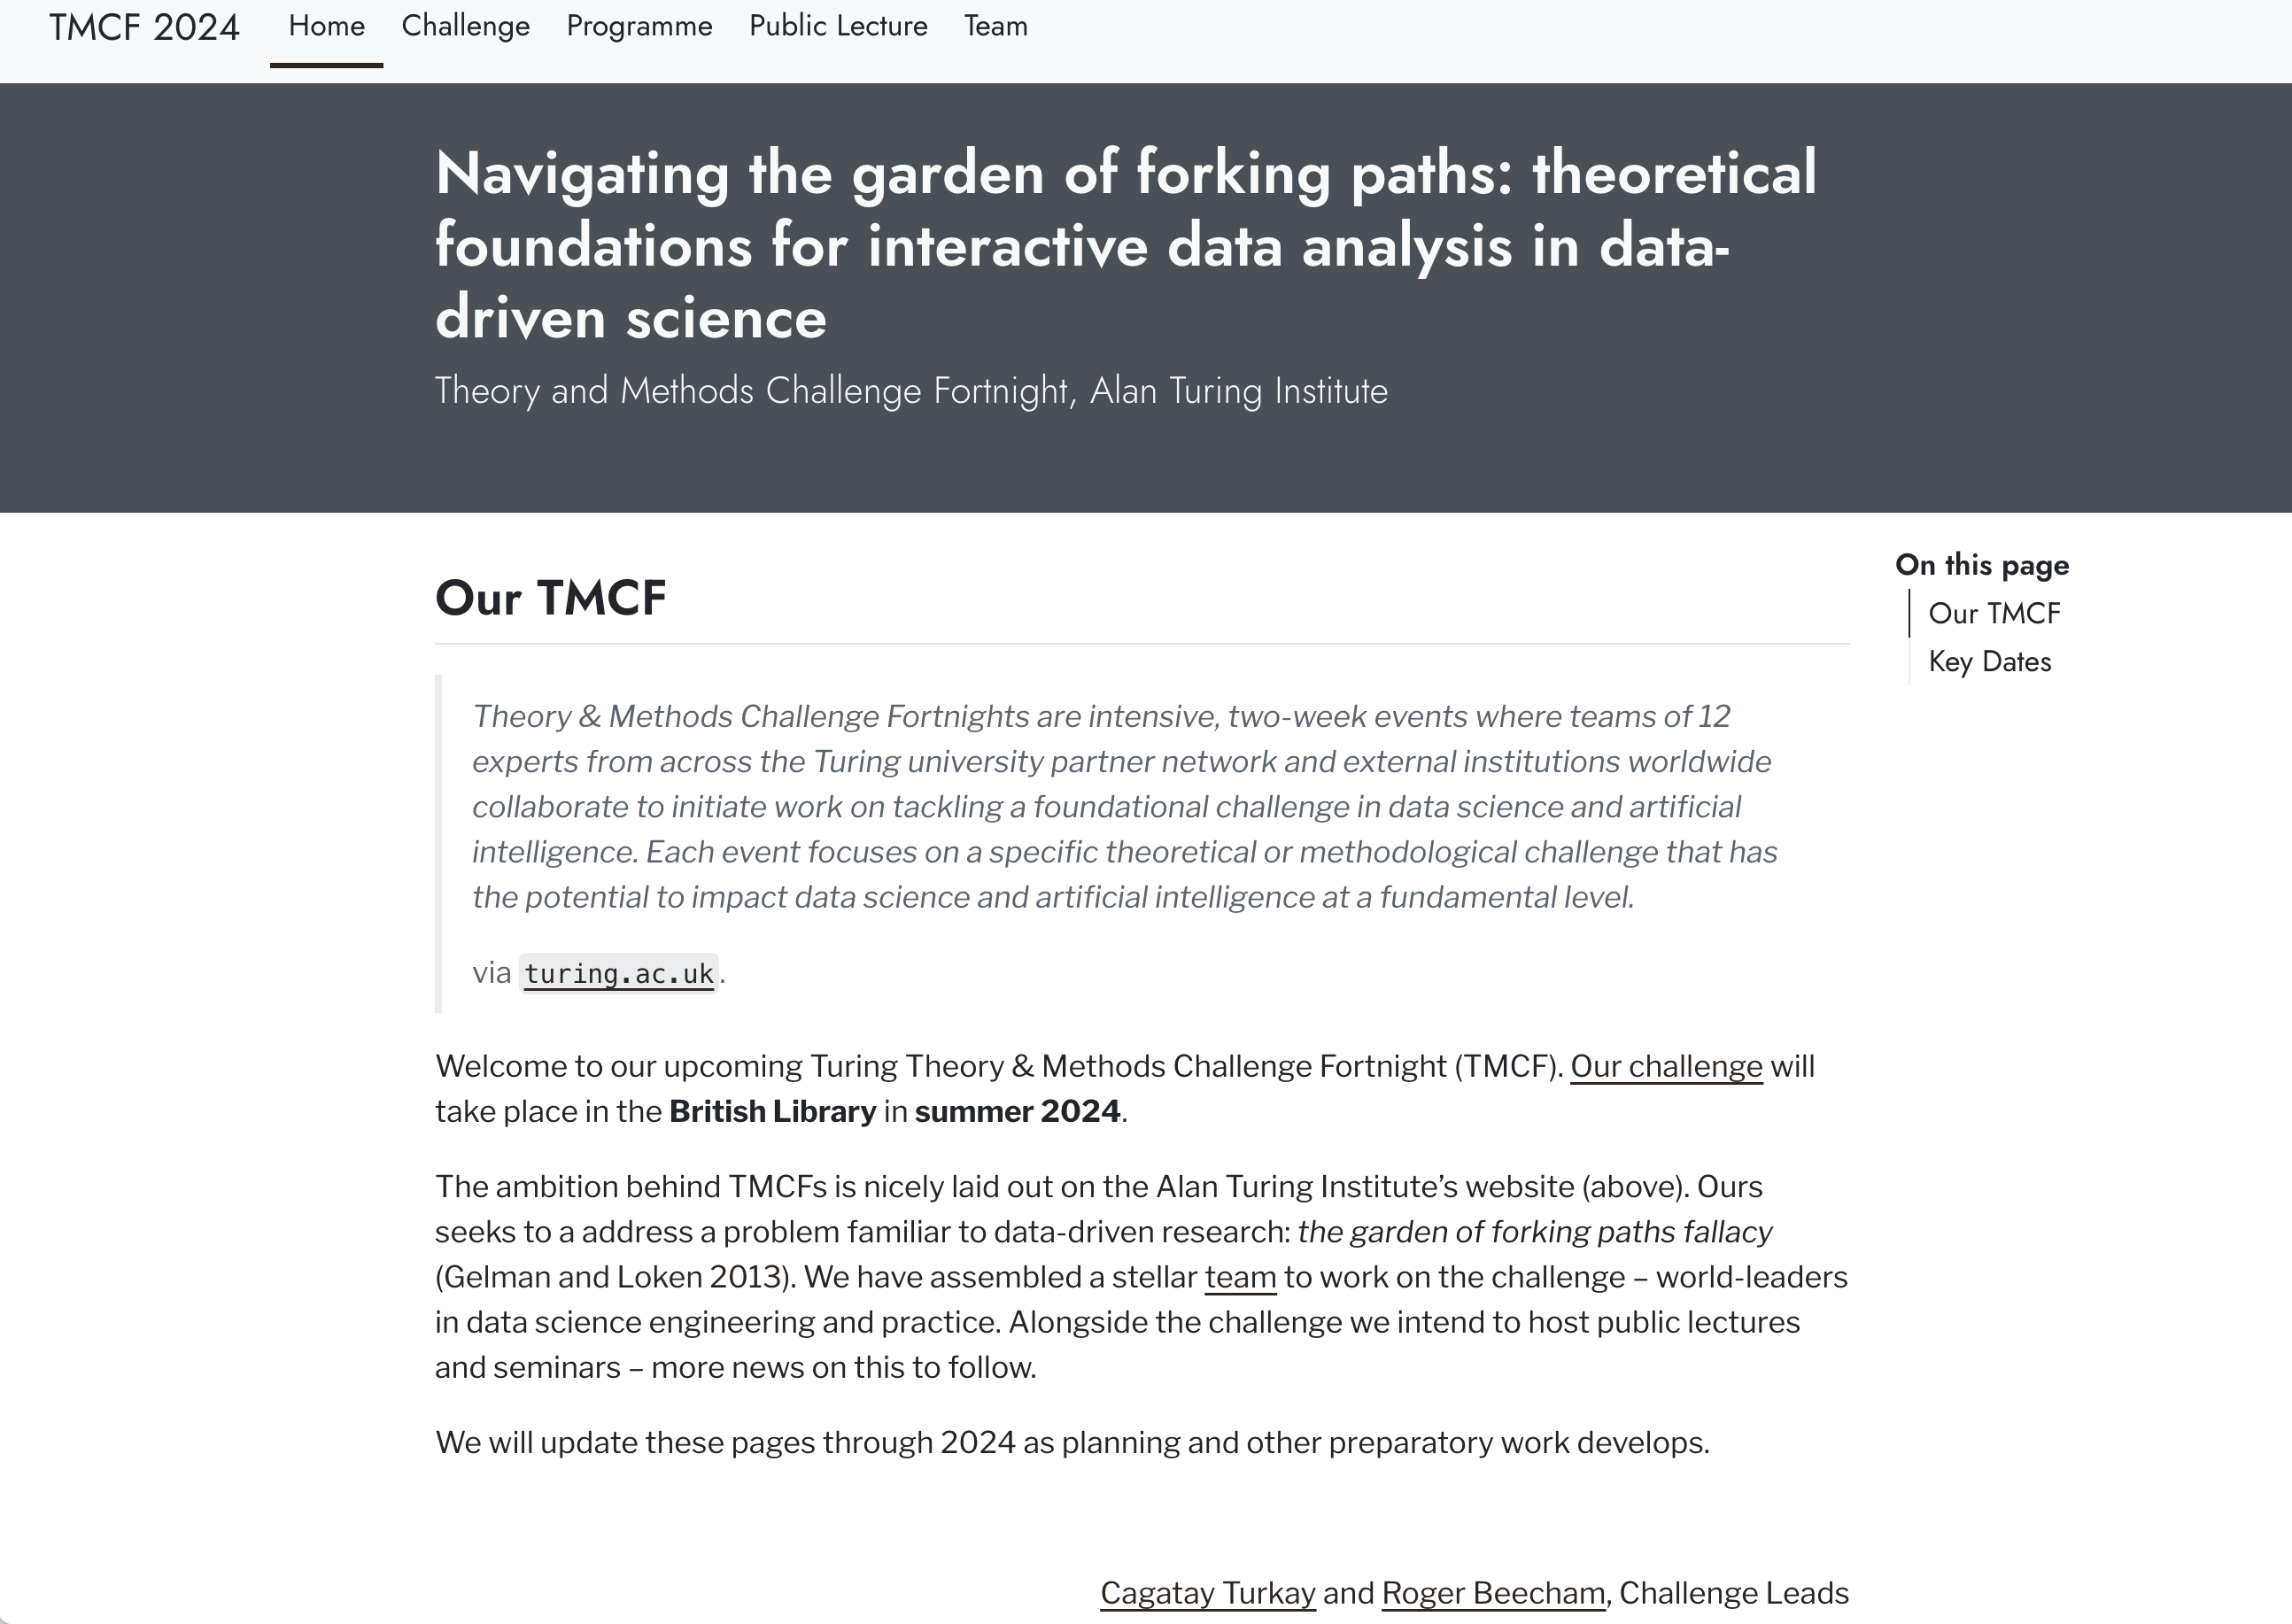 TMCF 2024 Home Challenge Programme Public Lecture Team
Navigating the garden of forking paths: theoretical
foundations for interactive data analysis in data-
driven science
Theory and Methods Challenge Fortnight, Alan Turing Institute
Our TMCF
Theory & Methods Challenge Fortnights are intensive, two-week events where teams of 12
experts from across the Turing university partner network and external institutions worldwide
collaborate to initiate work on tackling a foundational challenge in data science and artificial
intelligence. Each event focuses on a specific theoretical or methodological challenge that has
the potential to impact data science and artificial intelligence at a fundamental level.
via turing.ac.uk.
Welcome to our upcoming Turing Theory & Methods Challenge Fortnight (TMCF). Our challenge will
take place in the British Library in summer 2024.
The ambition behind TMCFs is nicely laid out on the Alan Turing Institute’s website (above). Ours
seeks to a address a problem familiar to data-driven research: the garden of forking paths fallacy
(Gelman and Loken 2013). We have assembled a stellar team to work on the challenge – world-leaders
in data science engineering and practice. Alongside the challenge we intend to host public lectures
and seminars – more news on this to follow.
We will update these pages through 2024 as planning and other preparatory work develops.
Cagatay Turkay and Roger Beecham, Challenge Leads
On this page
Our TMCF
Key Dates